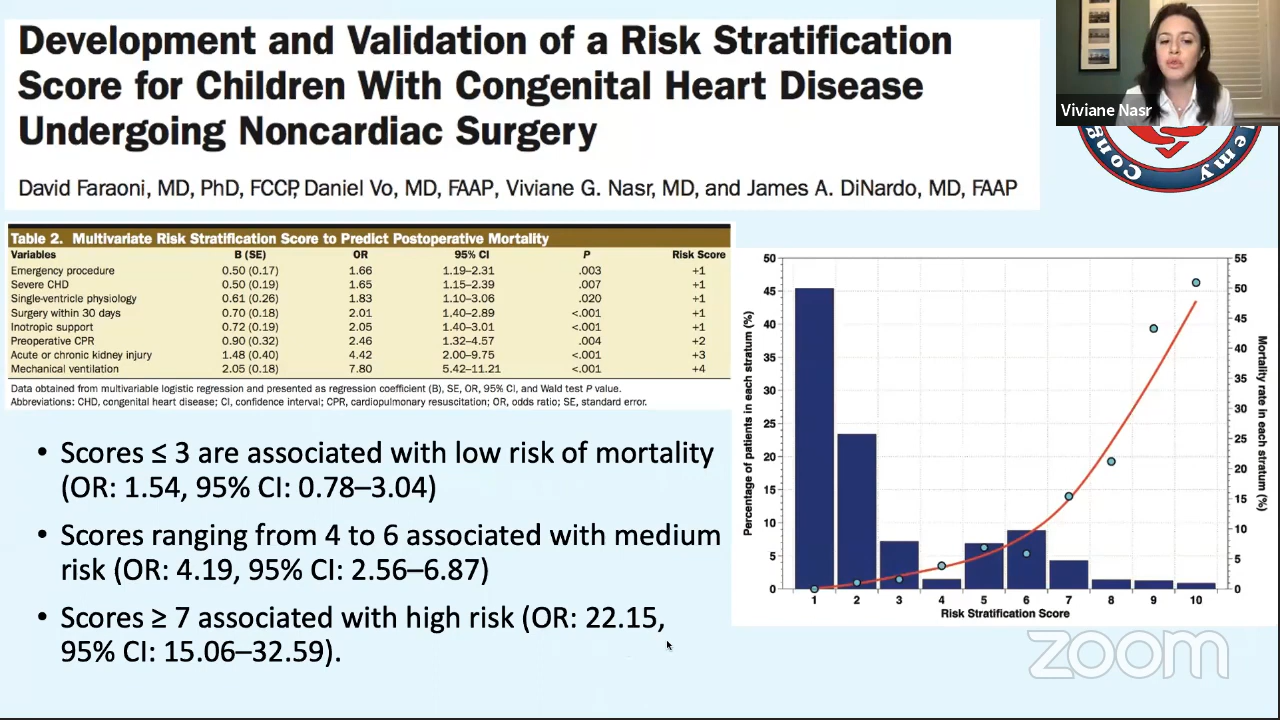 Development and Validation of a Risk Stratification
Score for Children With Congenital Heart Disease
Undergoing Noncardiac Surgery
David Faraoni, MD, PhD, FCCP, Daniel Vo, MD, FAAP, Viviane G. Nasr, MD, and James A. DiNardo, MD, FAAP
Viviane Nasr
Cong
emy
Table 2. Multivariate Risk Stratification Score to Predict Postoperative Mortality
Variables B (SE) OR 95% CI P Risk Score
Emergency procedure 0.50 (0.17) 1.66 1.19–2.31 .003 +1
Severe CHD 0.50 (0.19) 1.65 1.15–2.39 .007 +1
Single-ventricle physiology 0.61 (0.26) 1.83 1.10–3.06 .020 +1
Surgery within 30 days 0.70 (0.18) 2.01 1.40–2.89 <.001 +1
Inotropic support 0.72 (0.19) 2.05 1.40–3.01 <.001 +1
Preoperative CPR 0.90 (0.32) 2.46 1.32–4.57 .004 +2
Acute or chronic kidney injury 1.48 (0.40) 4.42 2.00–9.75 <.001 +3
Mechanical ventilation 2.05 (0.18) 7.80 5.42–11.21 <.001 +4
Data obtained from multivariable logistic regression and presented as regression coefficient (B), SE, OR, 95% CI, and Wald test P value.
Abbreviations: CHD, congenital heart disease; CI, confidence interval; CPR, cardiopulmonary resuscitation; OR, odds ratio; SE, standard error.
• Scores ≤ 3 are associated with low risk of mortality
(OR: 1.54, 95% CI: 0.78–3.04)
• Scores ranging from 4 to 6 associated with medium
risk (OR: 4.19, 95% CI: 2.56–6.87)
• Scores ≥ 7 associated with high risk (OR: 22.15,
95% CI: 15.06–32.59).
Percentage of patients in each stratum (%)
50
45
40
35
30
25
20
15
10
5
0
1 2 3 4 5 6 7 8 9 10
Risk Stratification Score
55
50
45
40
35
30
25
20
15
10
5
0
Mortality rate in each stratum (%)
zoom